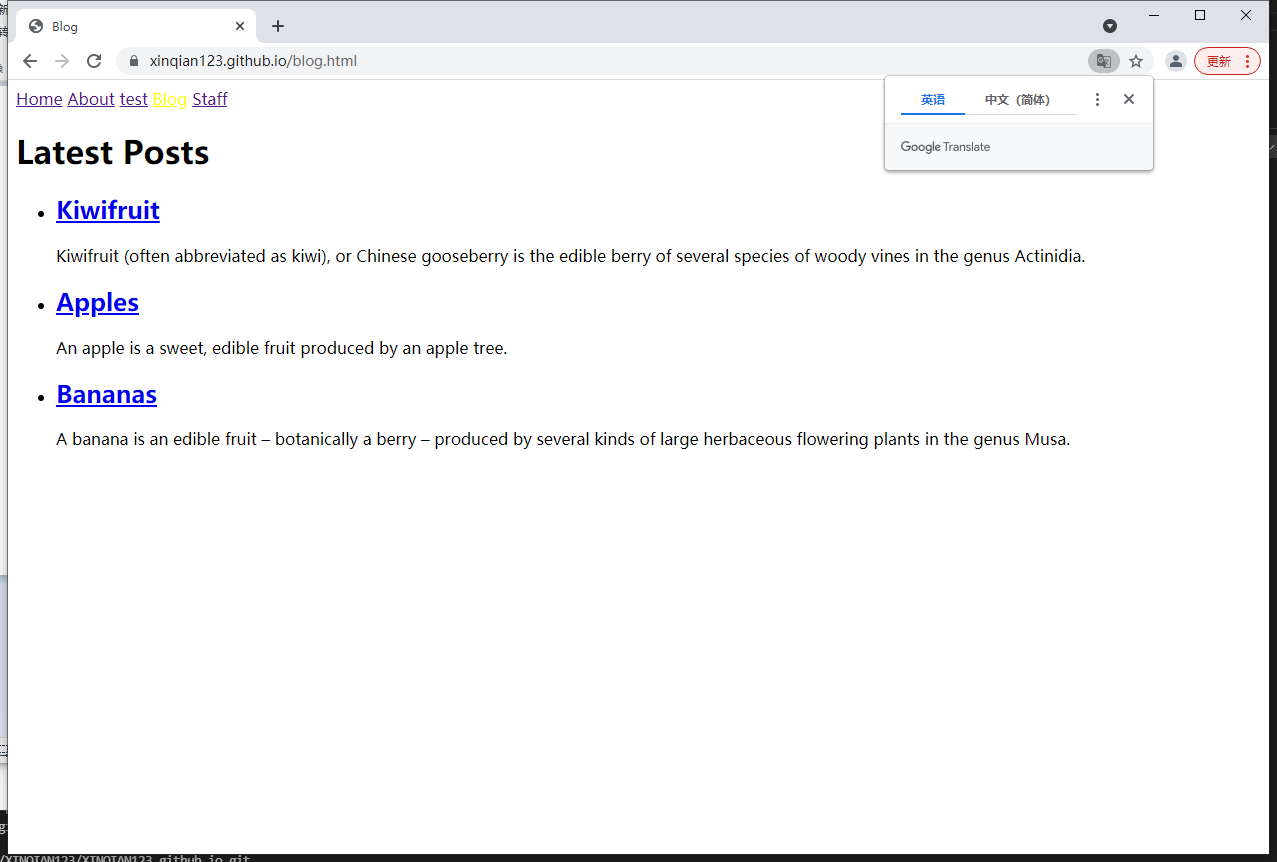 Blog
xinqian123.github.io/blog.html
更新
Home About test Blog Staff
英语 中文（简体）
Google Translate
Latest Posts
Kiwifruit
Kiwifruit (often abbreviated as kiwi), or Chinese gooseberry is the edible berry of several species of woody vines in the genus Actinidia.
Apples
An apple is a sweet, edible fruit produced by an apple tree.
Bananas
A banana is an edible fruit – botanically a berry – produced by several kinds of large herbaceous flowering plants in the genus Musa.
/XINQIAN123/XINQIAN123.github.io.git